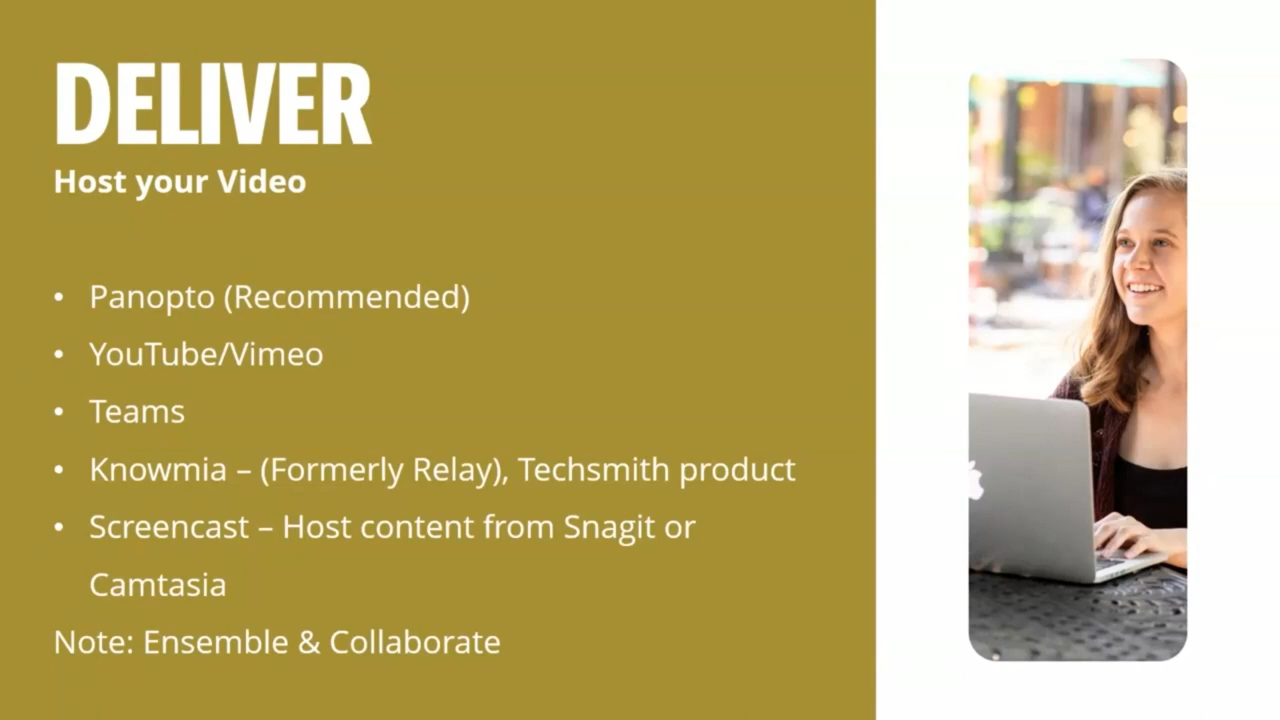 DELIVER
Host your Video
• Panopto (Recommended)
• YouTube/Vimeo
• Teams
• Knowmia – (Formerly Relay), Techsmith product
• Screencast – Host content from Snagit or
Camtasia
Note: Ensemble & Collaborate